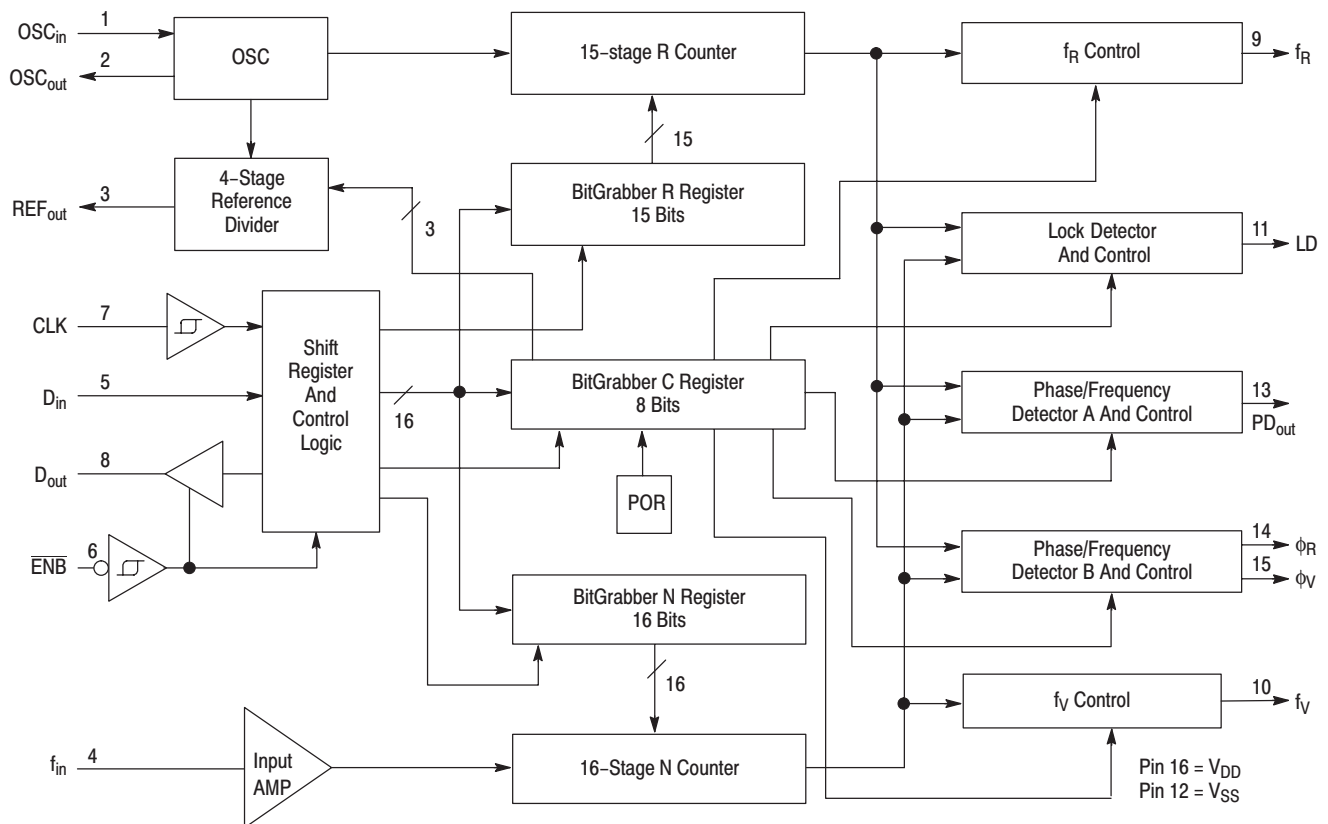 OSCin
1
OSCout
2
OSC
15–stage R Counter
fR Control
9
fR
15
REFout
3
4–Stage
Reference
Divider
3
BitGrabber R Register
15 Bits
Lock Detector
And Control
11
LD
CLK
7
Din
5
Dout
8
ENB
6
Shift
Register
And
Control
Logic
16
BitGrabber C Register
8 Bits
POR
Phase/Frequency
Detector A And Control
13
PDout
Phase/Frequency
Detector B And Control
14
ϕR
15
ϕV
BitGrabber N Register
16 Bits
16
fin
4
Input
AMP
16–Stage N Counter
fV Control
10
fV
Pin 16 = VDD
Pin 12 = VSS